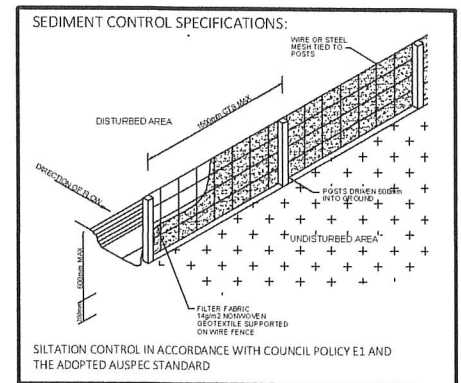 SEDIMENT CONTROL SPECIFICATIONS:
WIRE OR STEEL
MESH TIED TO
POSTS
1500mm CTS MAX
DISTURBED AREA
DIRECTION OF FLOW
POSTS DRIVEN 600mm
INTO GROUND
UNDISTURBED AREA
600mm MAX
FILTER FABRIC
14g/m2 NONWOVEN
GEOTEXTILE SUPPORTED
ON WIRE FENCE
SILTATION CONTROL IN ACCORDANCE WITH COUNCIL POLICY E1 AND
THE ADOPTED AUSPEC STANDARD